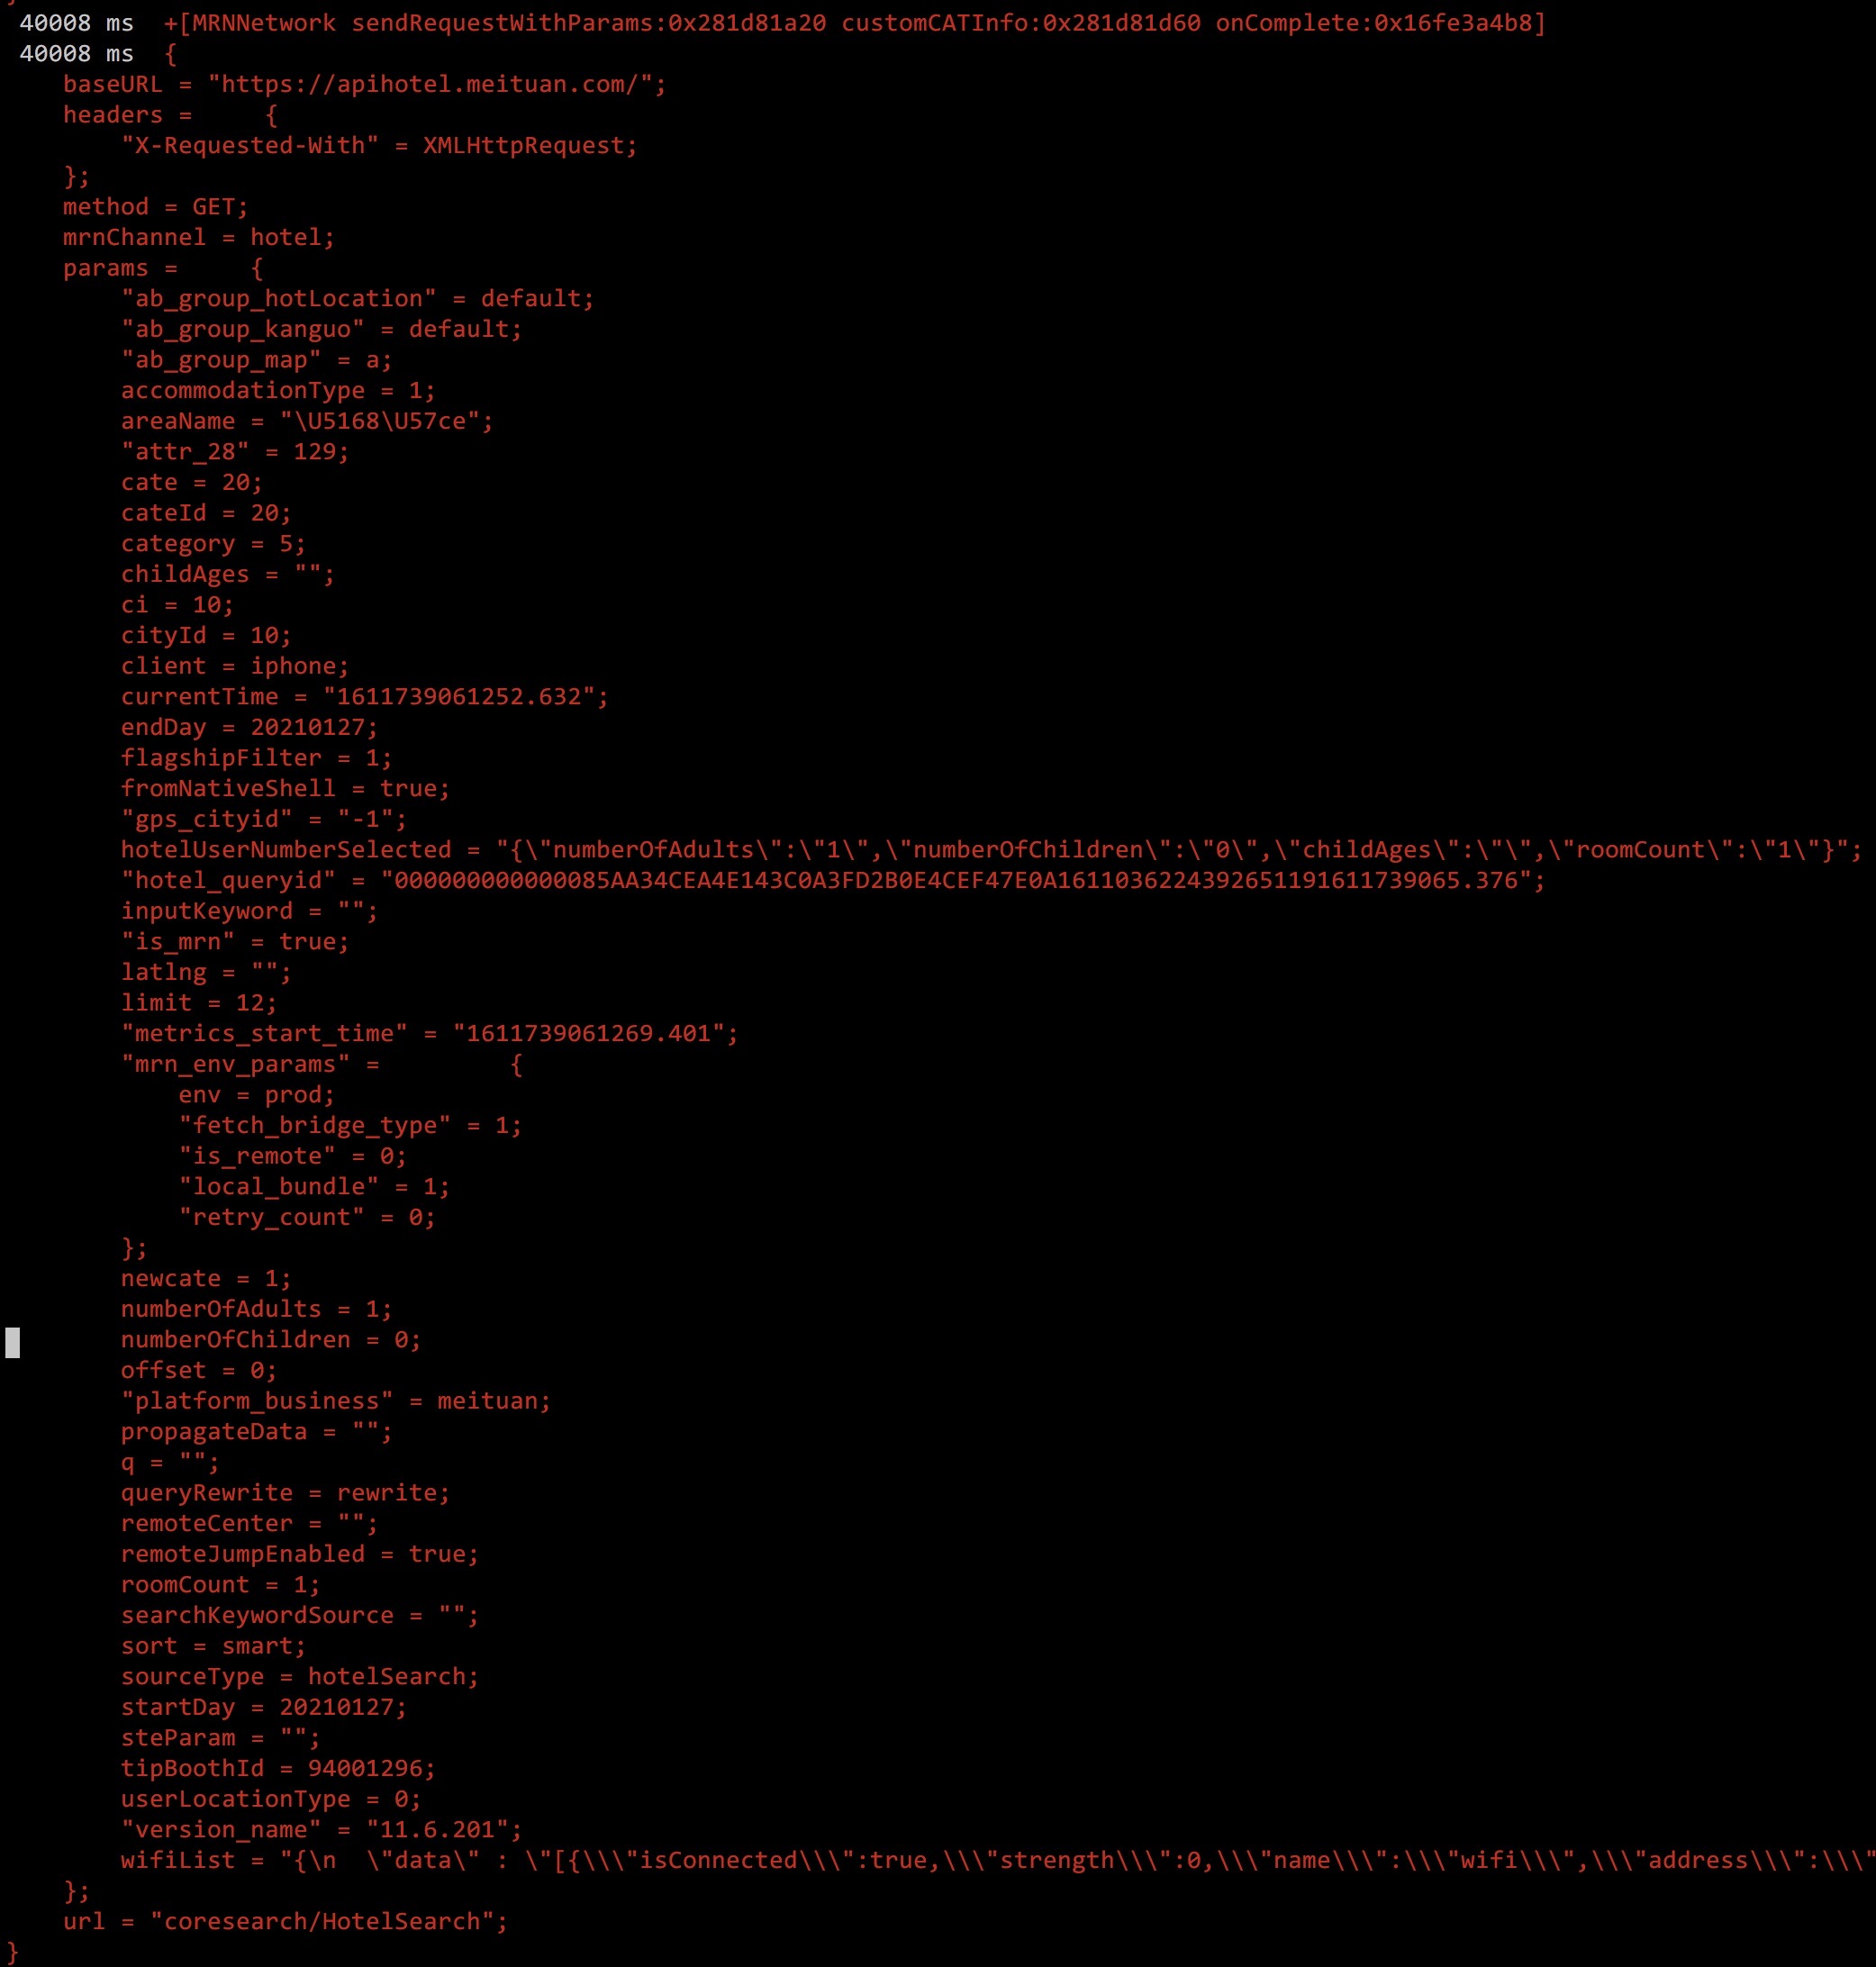 40008 ms  +[MRNNetwork sendRequestWithParams:0x281d81a20 customCATInfo:0x281d81d60 onComplete:0x16fe3a4b8]
40008 ms  {
baseURL = "https://apihotel.meituan.com/";
headers =     {
"X-Requested-With" = XMLHttpRequest;
};
method = GET;
mrnChannel = hotel;
params =     {
"ab_group_hotLocation" = default;
"ab_group_kanguo" = default;
"ab_group_map" = a;
accommodationType = 1;
areaName = "\U5168\U57ce";
"attr_28" = 129;
cate = 20;
cateId = 20;
category = 5;
childAges = "";
ci = 10;
cityId = 10;
client = iphone;
currentTime = "1611739061252.632";
endDay = 20210127;
flagshipFilter = 1;
fromNativeShell = true;
"gps_cityid" = "-1";
hotelUserNumberSelected = "{\"numberOfAdults\":\"1\",\"numberOfChildren\":\"0\",\"childAges\":\"\",\"roomCount\":\"1\"}";
"hotel_queryid" = "000000000000085AA34CEA4E143C0A3FD2B0E4CEF47E0A16110362243926511916117​39065.376";
inputKeyword = "";
"is_mrn" = true;
latlng = "";
limit = 12;
"metrics_start_time" = "1611739061269.401";
"mrn_env_params" =         {
env = prod;
"fetch_bridge_type" = 1;
"is_remote" = 0;
"local_bundle" = 1;
"retry_count" = 0;
};
newcate = 1;
numberOfAdults = 1;
numberOfChildren = 0;
offset = 0;
"platform_business" = meituan;
propagateData = "";
q = "";
queryRewrite = rewrite;
remoteCenter = "";
remoteJumpEnabled = true;
roomCount = 1;
searchKeywordSource = "";
sort = smart;
sourceType = hotelSearch;
startDay = 20210127;
steParam = "";
tipBoothId = 94001296;
userLocationType = 0;
"version_name" = "11.6.201";
wifiList = "{\n  \"data\" : \"[{\\\"isConnected\\\":true,\\\"strength\\\":0,\\\"name\\\":\\\"wifi\\\",\\\"address\\\":\\\"
};
url = "coresearch/HotelSearch";
}